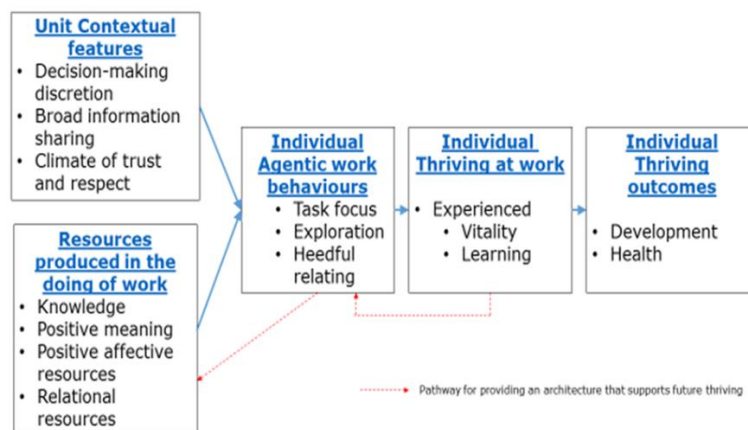 Unit Contextual
features
• Decision-making
discretion
• Broad information
sharing
• Climate of trust
and respect
Resources
produced in the
doing of work
• Knowledge
• Positive meaning
• Positive affective
resources
• Relational
resources
Individual
Agentic work
behaviours
• Task focus
• Exploration
• Heedful
relating
Individual
Thriving at work
• Experienced
• Vitality
• Learning
Individual
Thriving
outcomes
• Development
• Health
Pathway for providing an architecture that supports future thriving